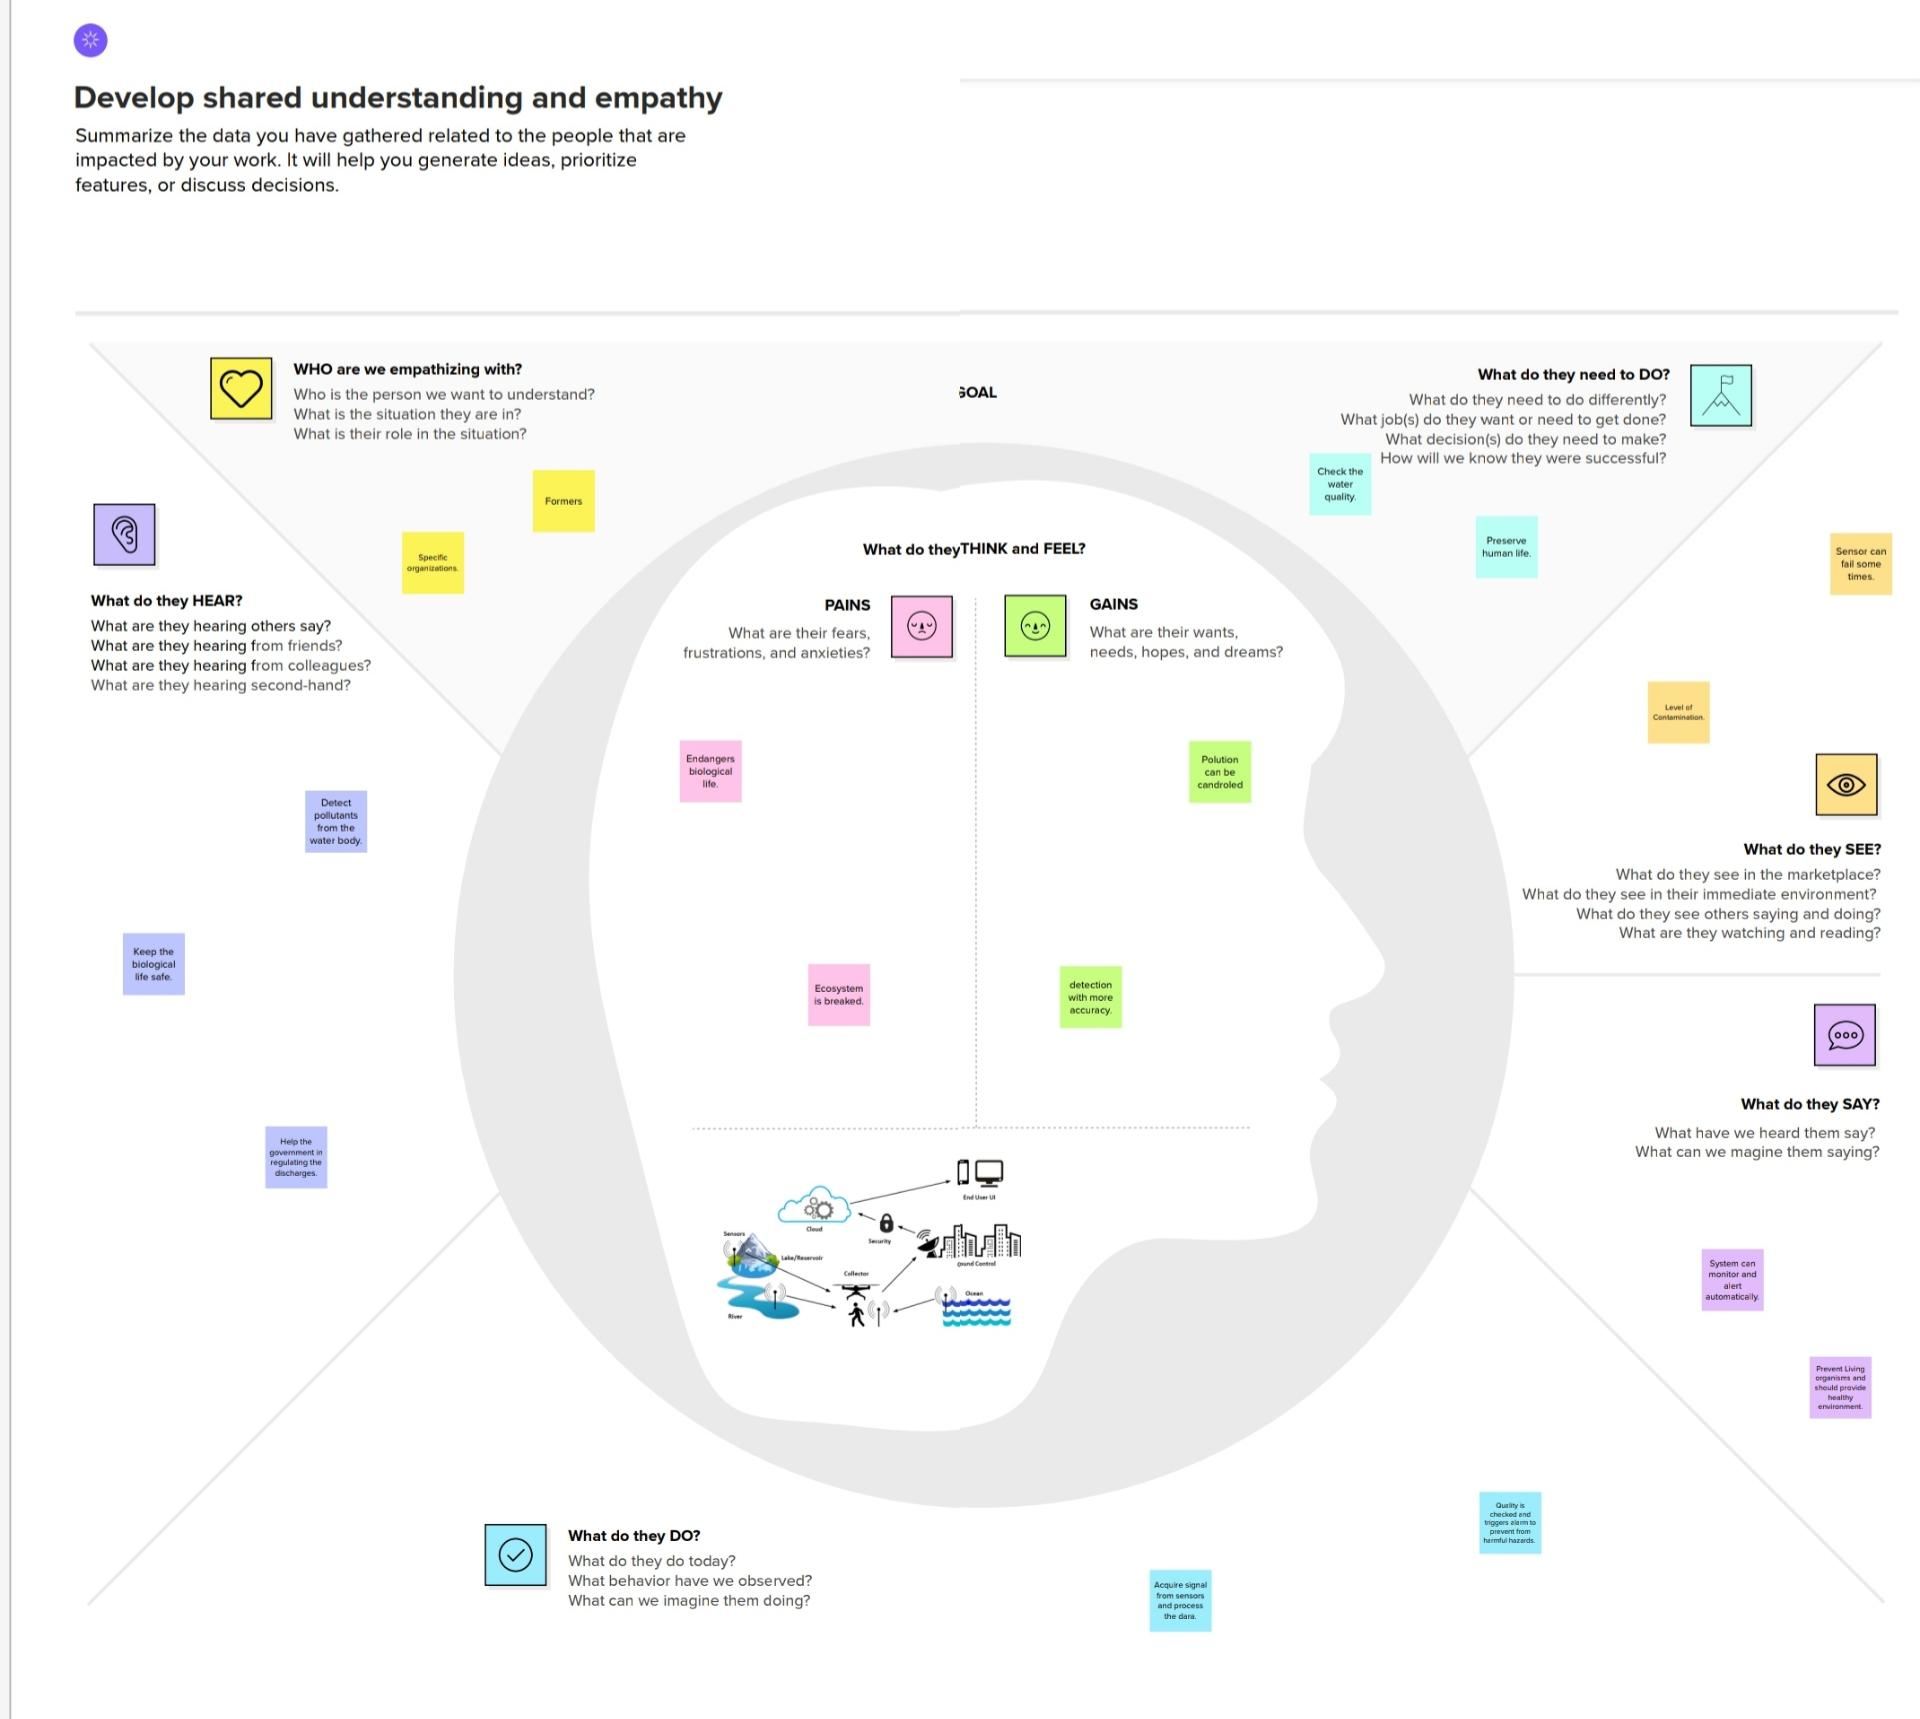 Develop shared understanding and empathy
Summarize the data you have gathered related to the people that are
impacted by your work. It will help you generate ideas, prioritize
features, or discuss decisions.
WHO are we empathizing with?
Who is the person we want to understand?
What is the situation they are in?
What is their role in the situation?
Formers
Specific
organizations.
GOAL
What do they need to DO?
What do they need to do differently?
What job(s) do they want or need to get done?
What decision(s) do they need to make?
How will we know they were successful?
Check the
water
quality.
Preserve
human life.
What do they HEAR?
What are they hearing others say?
What are they hearing from friends?
What are they hearing from colleagues?
What are they hearing second-hand?
Detect
pollutants
from the
water body.
Keep the
biological
life safe.
Help the
government in
regulating the
discharges.
What do theyTHINK and FEEL?
PAINS
What are their fears,
frustrations, and anxieties?
Endangers
biological
life.
Ecosystem
is breaked.
GAINS
What are their wants,
needs, hopes, and dreams?
Polution
can be
candroled
detection
with more
accuracy.
End User UI
Cloud
Security
Sensors
Lake/Reservoir
ound Control
Collector
Ocean
River
Sensor can
fail some
times.
Level of
Contamination.
What do they SEE?
What do they see in the marketplace?
What do they see in their immediate environment?
What do they see others saying and doing?
What are they watching and reading?
What do they SAY?
What have we heard them say?
What can we magine them saying?
System can
monitor and
alert
automatically.
Prevent Living
organisms and
should provide
healthy
environment.
What do they DO?
What do they do today?
What behavior have we observed?
What can we imagine them doing?
Quality is
checked and
triggers alarm to
prevent from
harmful hazards.
Acquire signal
from sensors
and process
the dara.